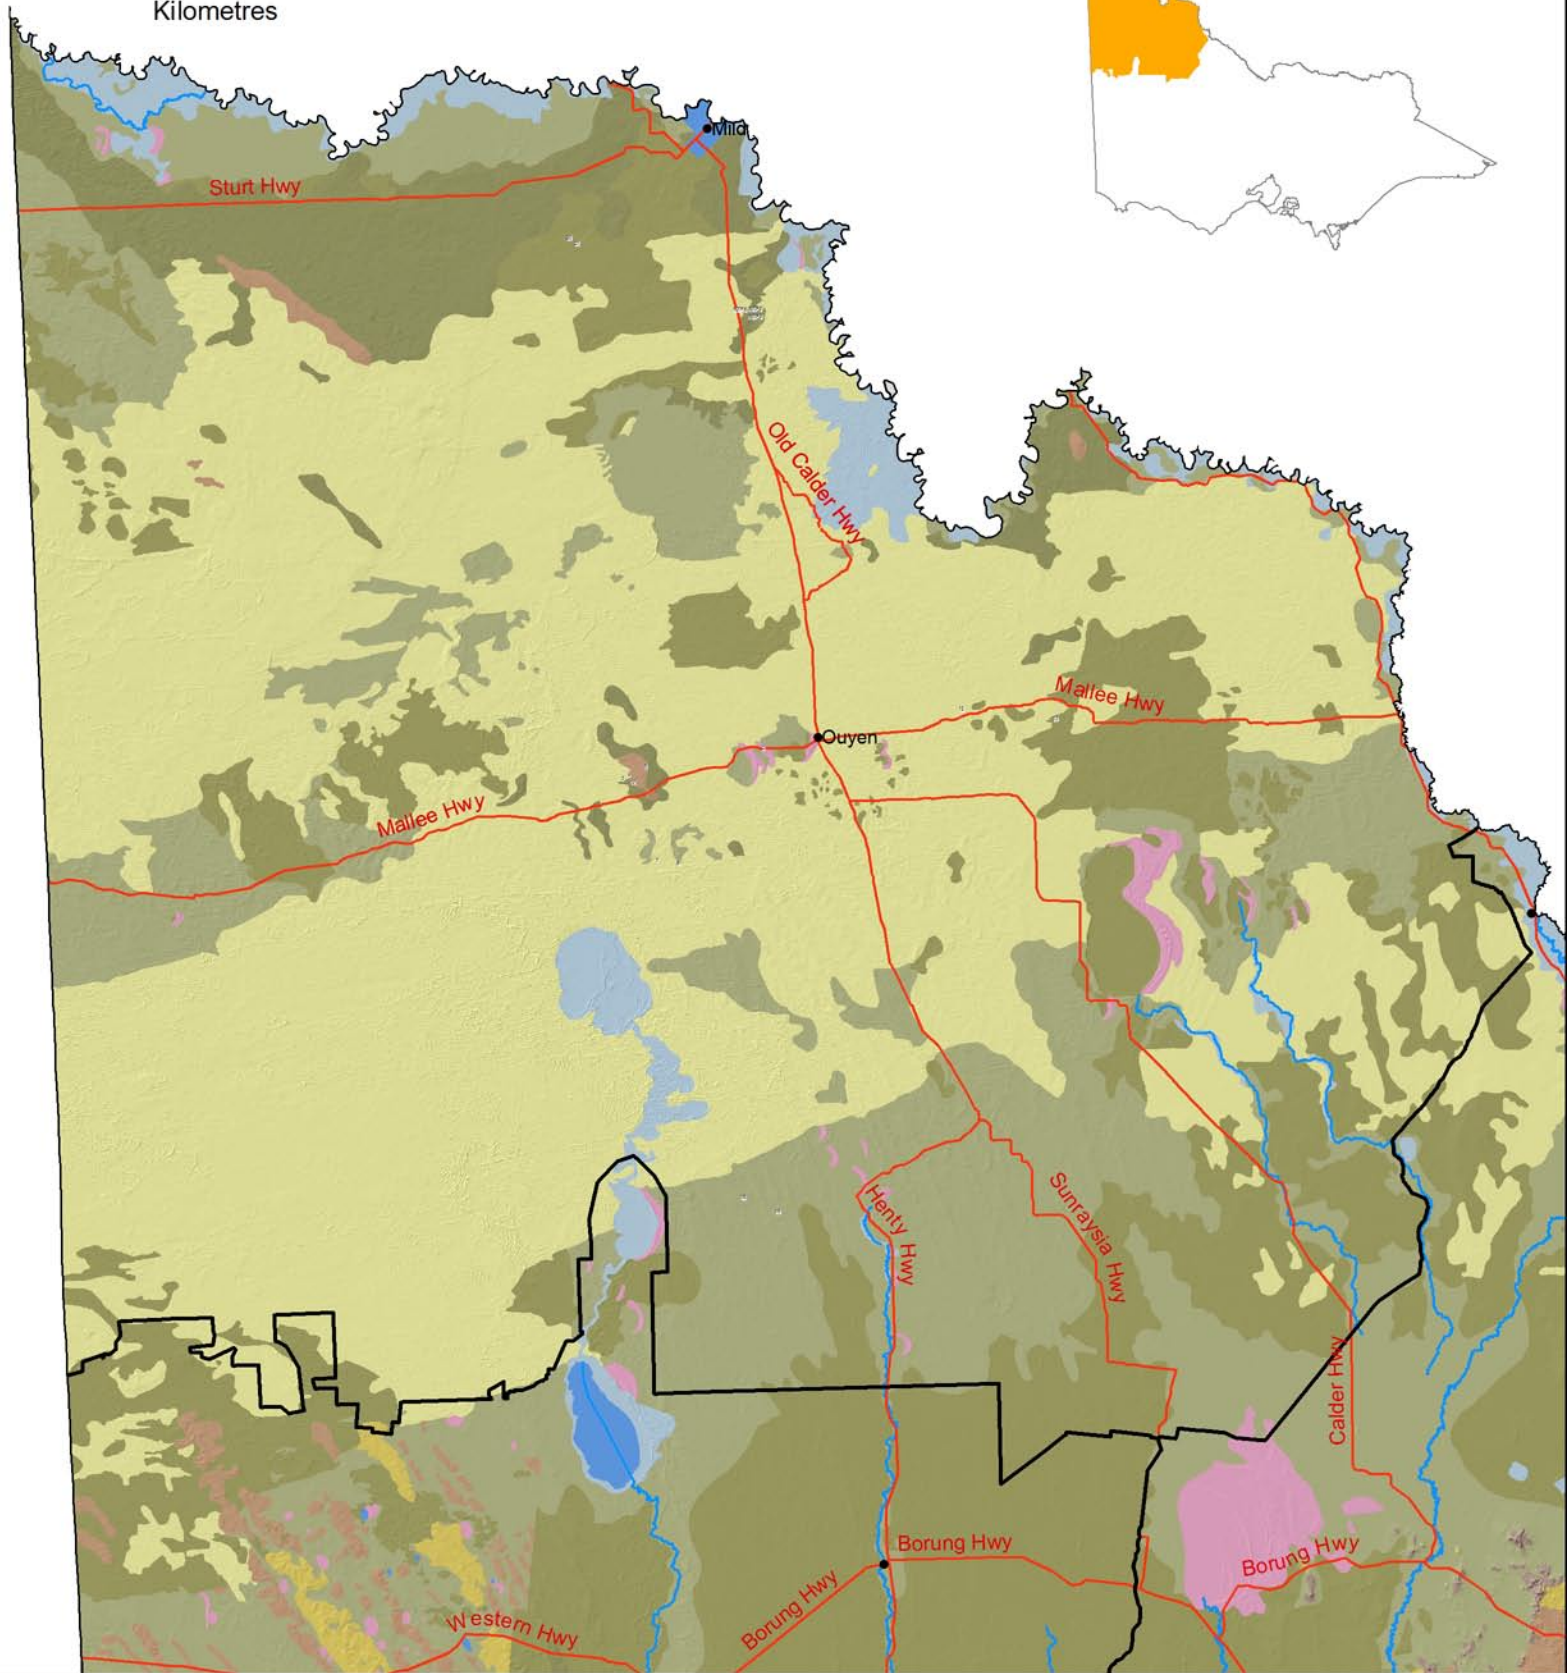 Kilometres
Mild
Sturt Hwy
Old Calder Hwy
Mallee Hwy
Ouyen
Mallee Hwy
Henty Hwy
Sunraysia Hwy
Calder Hwy
Borung Hwy
Borung Hwy
Borung Hwy
Western Hwy